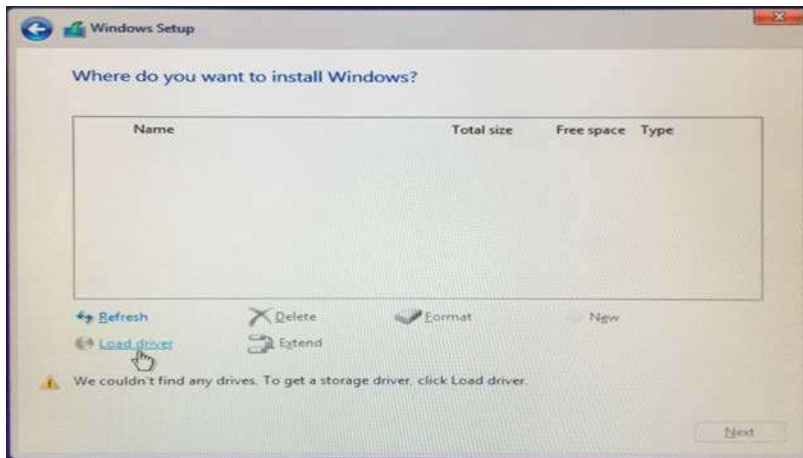 Windows Setup
Where do you want to install Windows?
Name Total size Free space Type
Refresh Delete Format New
Load driver Extend
We couldn't find any drives. To get a storage driver, click Load driver.
Next